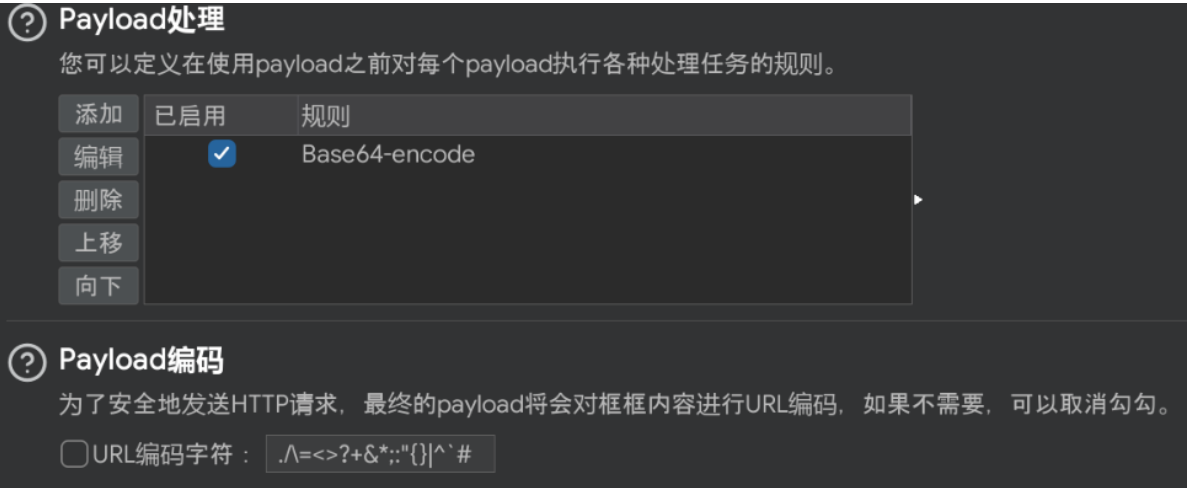 Payload处理
您可以定义在使用payload之前对每个payload执行各种处理任务的规则。
添加
已启用 规则
编辑
Base64-encode
删除
上移
向下
Payload编码
为了安全地发送HTTP请求，最终的payload将会对框框内容进行URL编码，如果不需要，可以取消勾勾。
URL编码字符： ./\=<>?+&*;:"{}|^`#